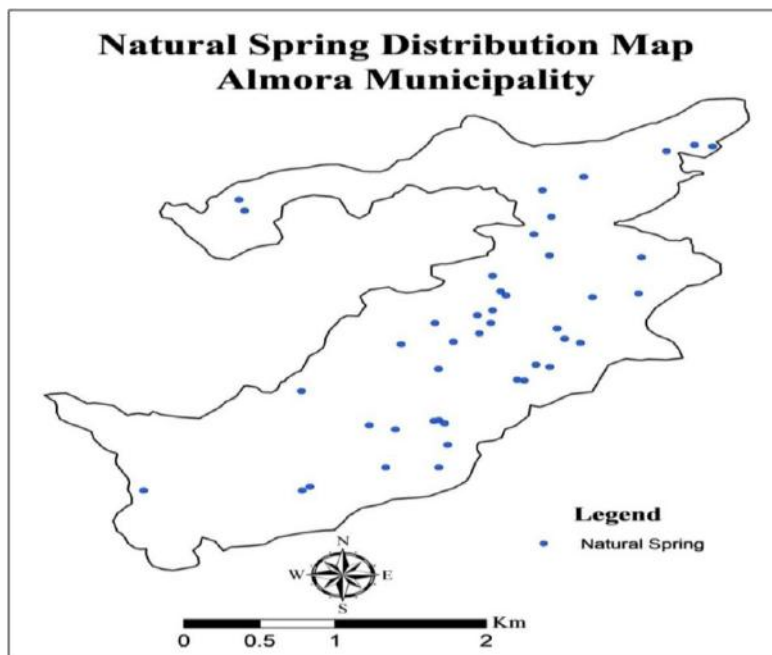 Natural Spring Distribution Map
Almora Municipality
Legend
Natural Spring
N
W E
S
Km
0 0.5 1 2